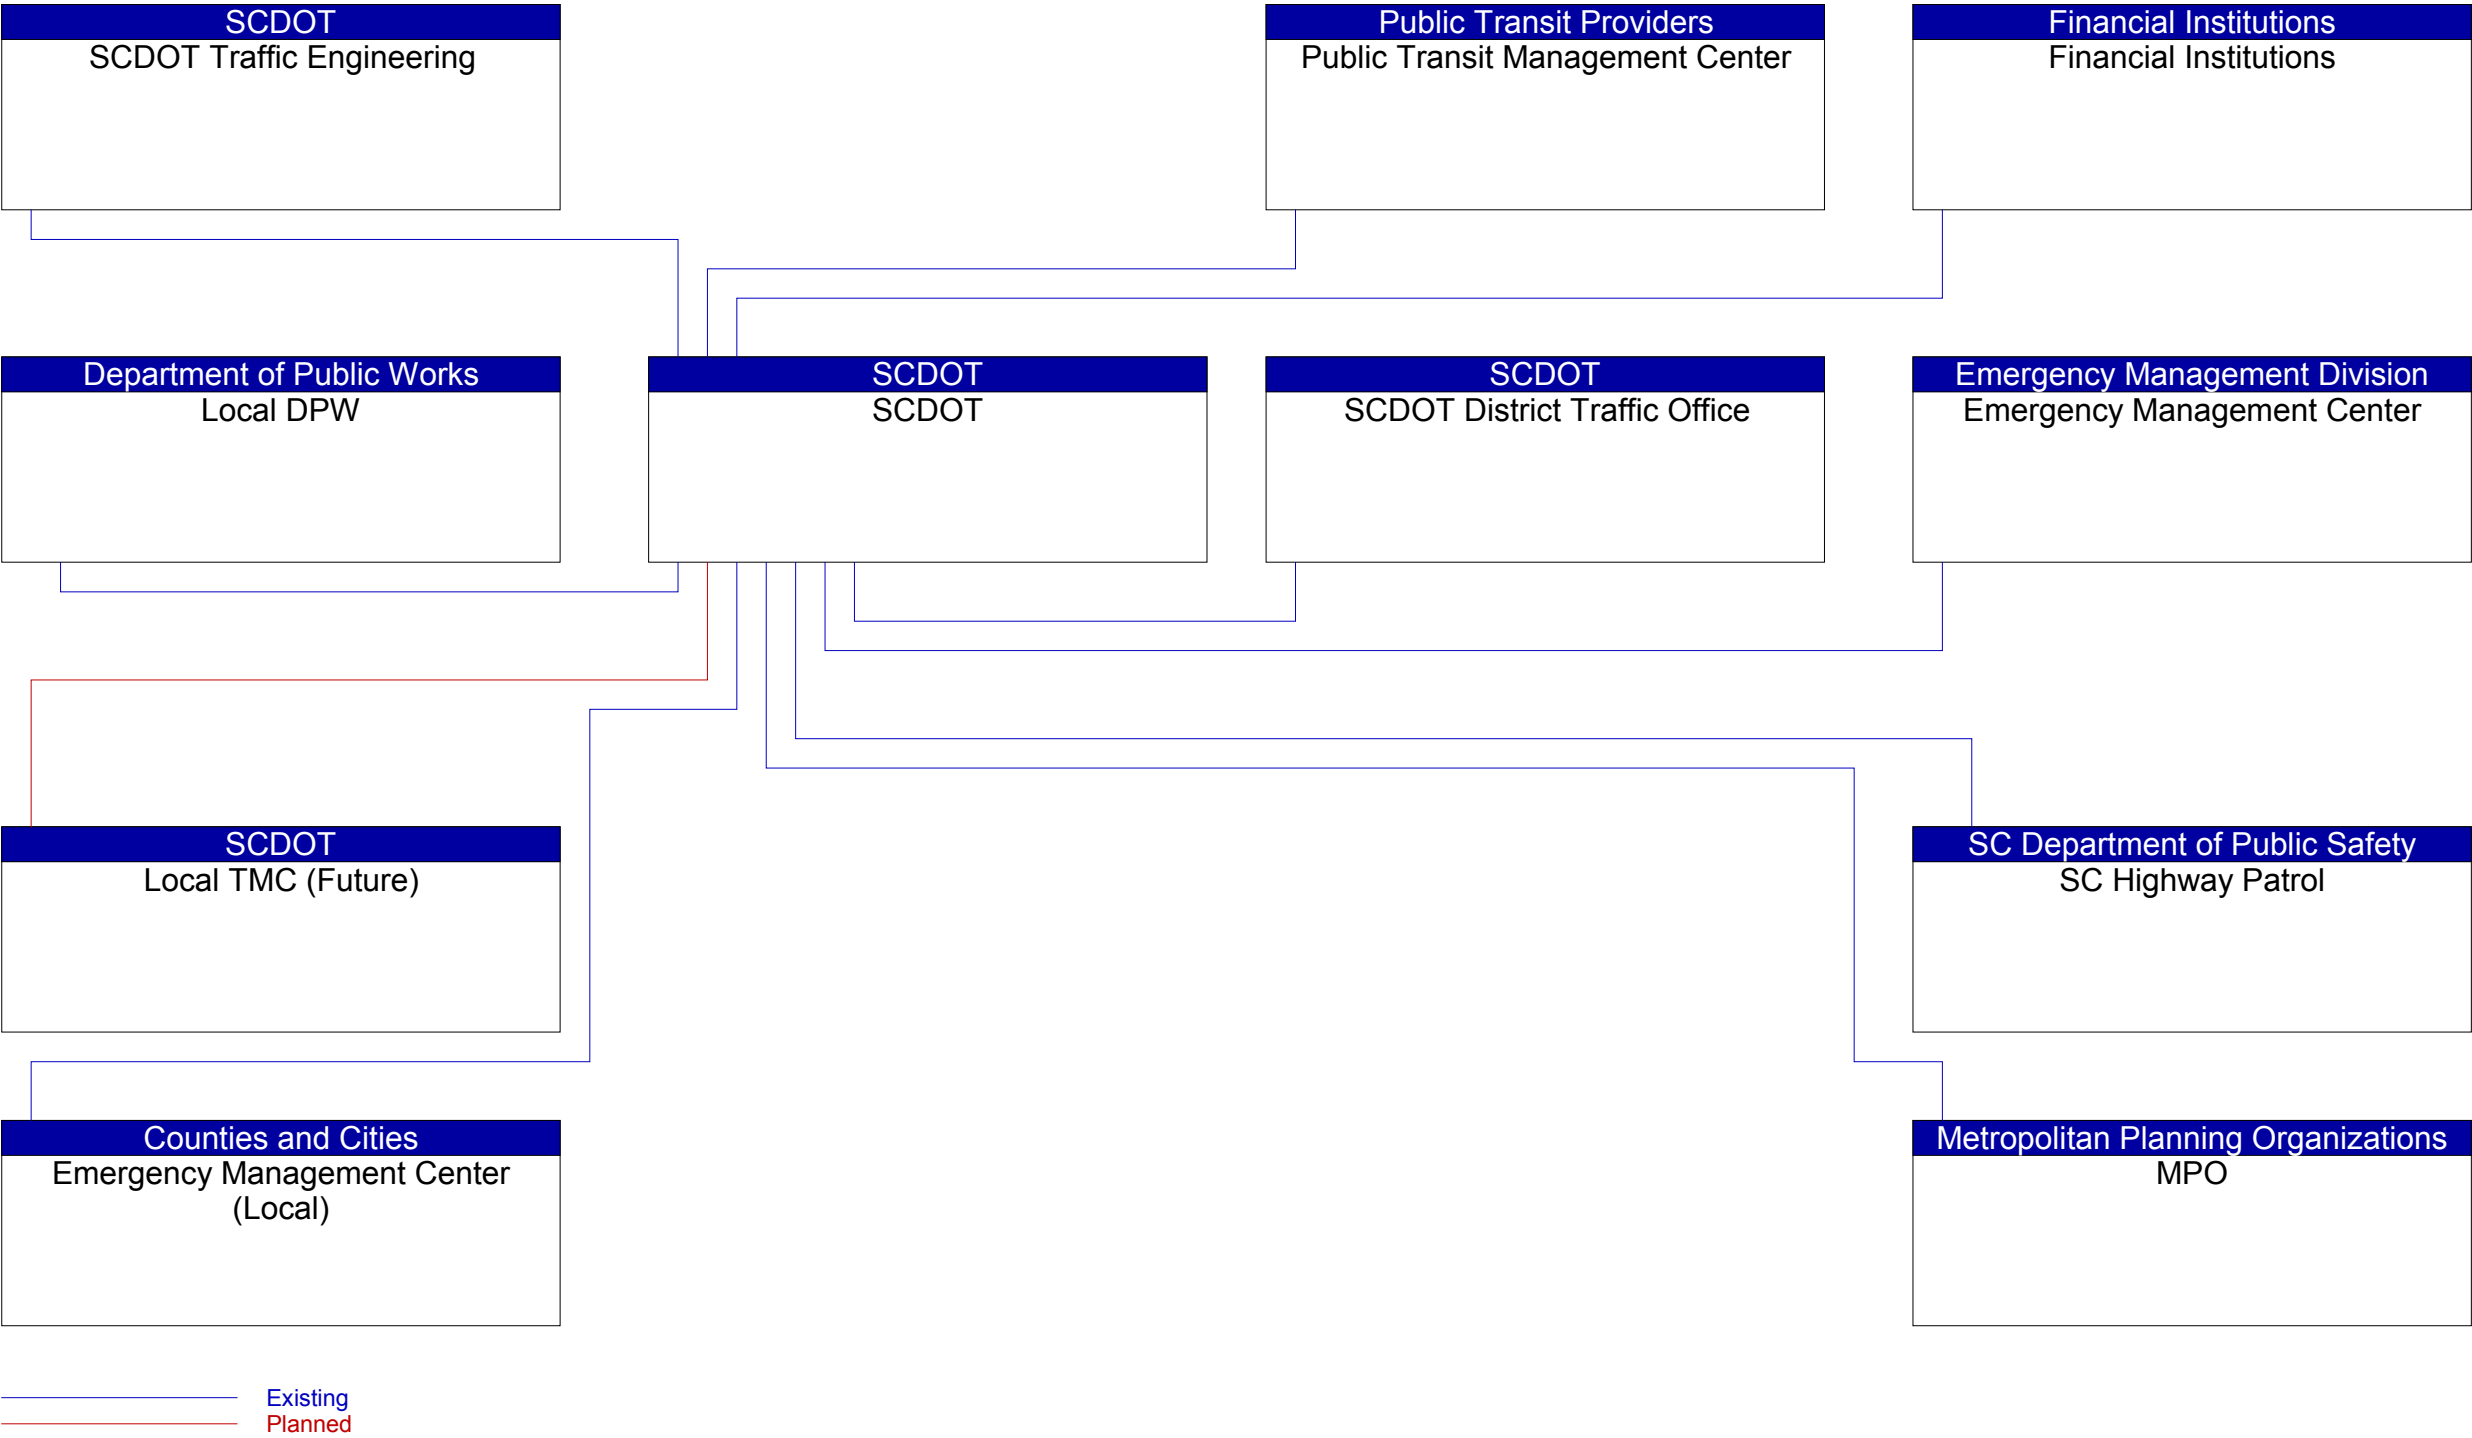 SCDOT
SCDOT Traffic Engineering
Public Transit Providers
Public Transit Management Center
Financial Institutions
Financial Institutions
Department of Public Works
Local DPW
SCDOT
SCDOT
SCDOT
SCDOT District Traffic Office
Emergency Management Division
Emergency Management Center
SCDOT
Local TMC (Future)
SC Department of Public Safety
SC Highway Patrol
Counties and Cities
Emergency Management Center
(Local)
Metropolitan Planning Organizations
MPO
Existing
Planned